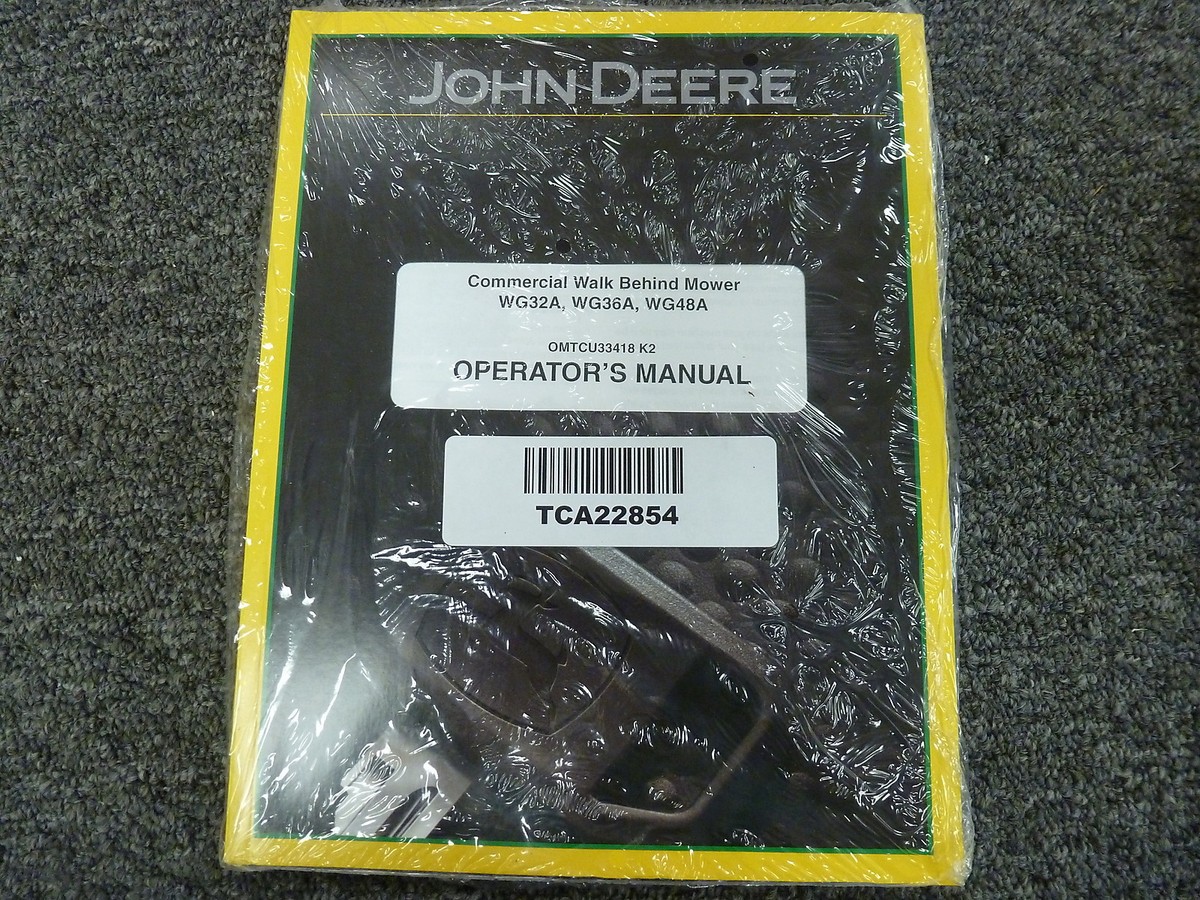 JOHN DEERE
Commercial Walk Behind Mower
WG32A, WG36A, WG48A
OMTCU33418 K2
OPERATOR'S MANUAL
TCA22854